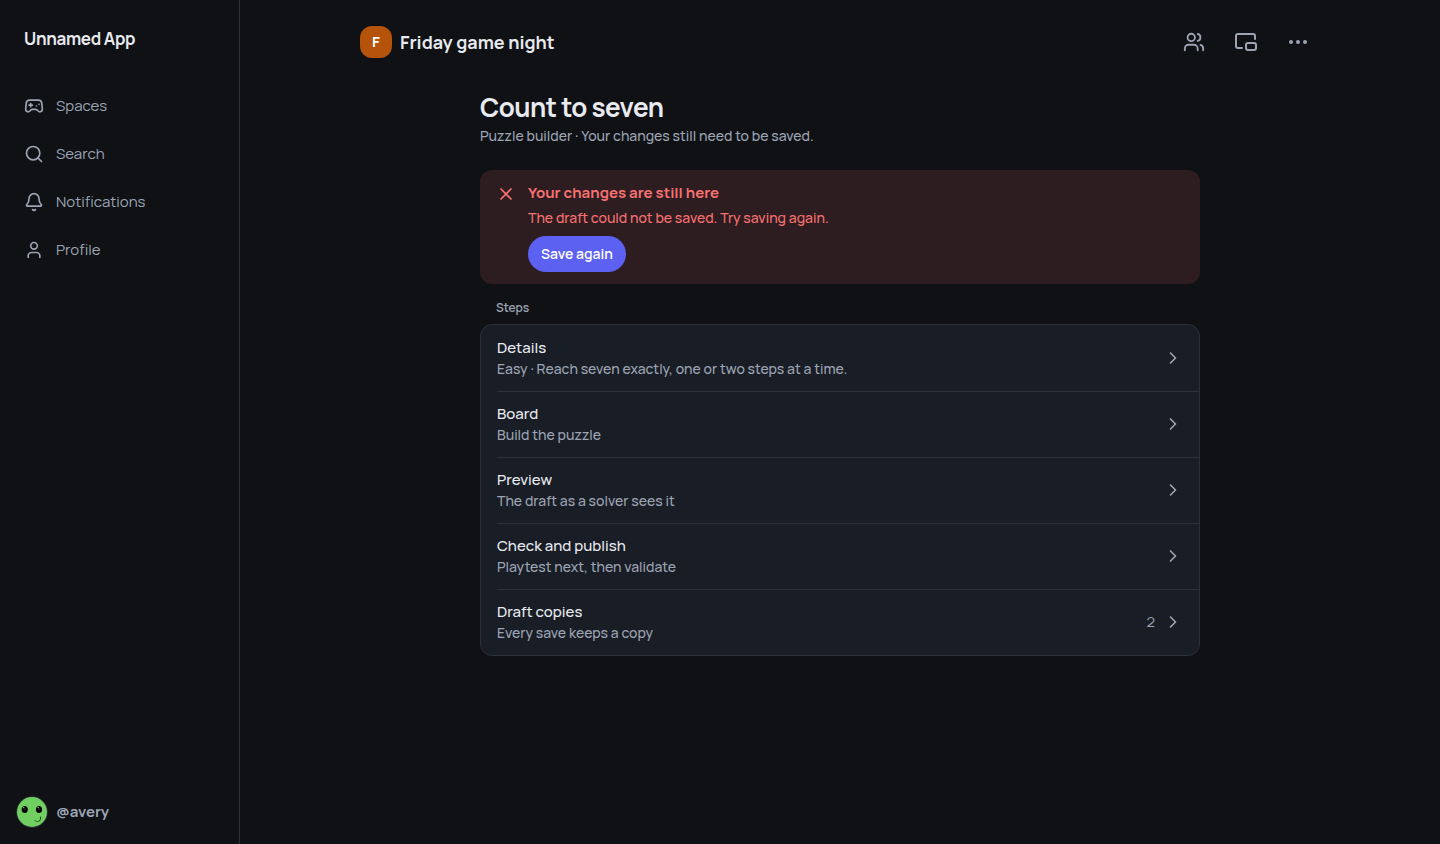 Unnamed App
Spaces
Search
Notifications
Profile
@avery
F
Friday game night
Count to seven
Puzzle builder · Your changes still need to be saved.
Your changes are still here
The draft could not be saved. Try saving again.
Save again
Steps
Details
Easy · Reach seven exactly, one or two steps at a time.
Board
Build the puzzle
Preview
The draft as a solver sees it
Check and publish
Playtest next, then validate
Draft copies
Every save keeps a copy
2